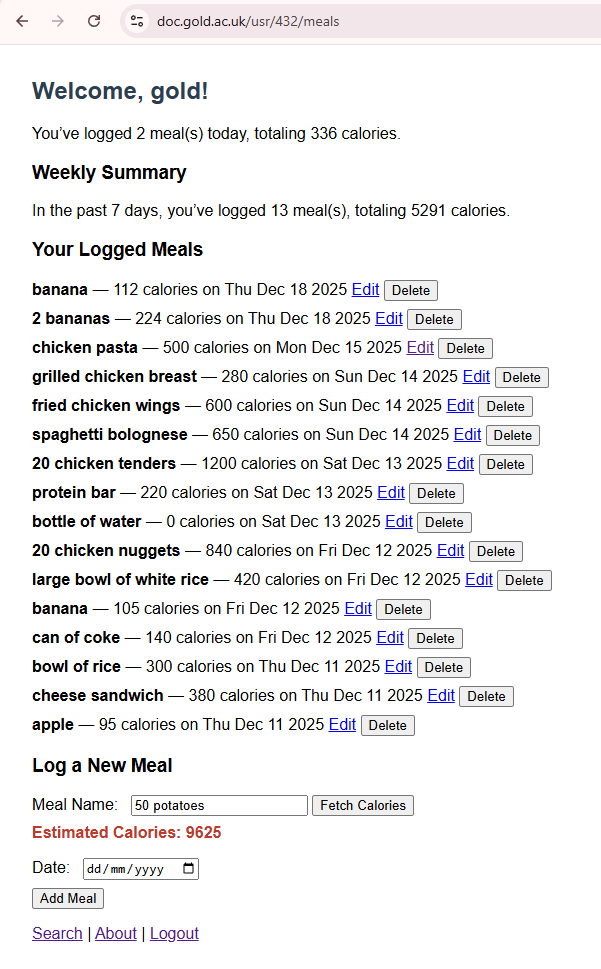 doc.gold.ac.uk/usr/432/meals
Welcome, gold!
You’ve logged 2 meal(s) today, totaling 336 calories.
Weekly Summary
In the past 7 days, you’ve logged 13 meal(s), totaling 5291 calories.
Your Logged Meals
banana — 112 calories on Thu Dec 18 2025 Edit Delete
2 bananas — 224 calories on Thu Dec 18 2025 Edit Delete
chicken pasta — 500 calories on Mon Dec 15 2025 Edit Delete
grilled chicken breast — 280 calories on Sun Dec 14 2025 Edit Delete
fried chicken wings — 600 calories on Sun Dec 14 2025 Edit Delete
spaghetti bolognese — 650 calories on Sun Dec 14 2025 Edit Delete
20 chicken tenders — 1200 calories on Sat Dec 13 2025 Edit Delete
protein bar — 220 calories on Sat Dec 13 2025 Edit Delete
bottle of water — 0 calories on Sat Dec 13 2025 Edit Delete
20 chicken nuggets — 840 calories on Fri Dec 12 2025 Edit Delete
large bowl of white rice — 420 calories on Fri Dec 12 2025 Edit Delete
banana — 105 calories on Fri Dec 12 2025 Edit Delete
can of coke — 140 calories on Fri Dec 12 2025 Edit Delete
bowl of rice — 300 calories on Thu Dec 11 2025 Edit Delete
cheese sandwich — 380 calories on Thu Dec 11 2025 Edit Delete
apple — 95 calories on Thu Dec 11 2025 Edit Delete
Log a New Meal
Meal Name: 50 potatoes Fetch Calories
Estimated Calories: 9625
Date: dd/mm/yyyy
Add Meal
Search | About | Logout